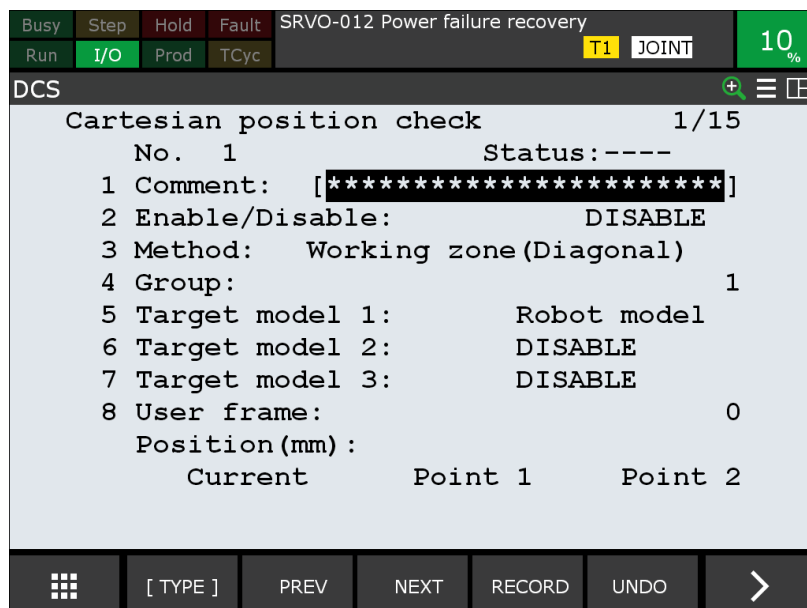 Busy Step Hold Fault SRVO-012 Power failure recovery
Run I/O Prod TCyc T1 JOINT 10%
DCS
Cartesian position check 1/15
No. 1 Status:----
1 Comment: [***********************]
2 Enable/Disable: DISABLE
3 Method: Working zone(Diagonal)
4 Group: 1
5 Target model 1: Robot model
6 Target model 2: DISABLE
7 Target model 3: DISABLE
8 User frame: 0
Position(mm):
Current Point 1 Point 2
[ TYPE ] PREV NEXT RECORD UNDO